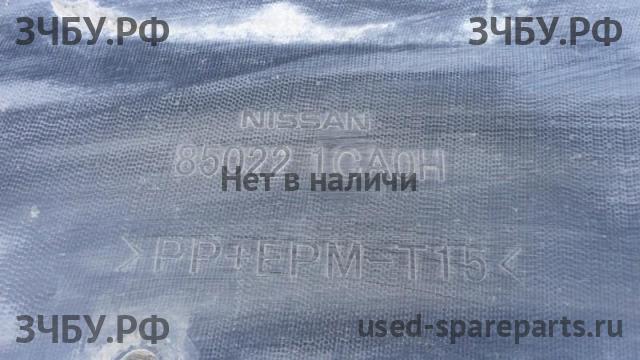 ЗЧБУ.РФ ЗЧБУ.РФ
NISSAN
85022 1CA0H
Нет в наличи
>PP+EPM-T15<
ЗЧБУ.РФ used-spareparts.ru